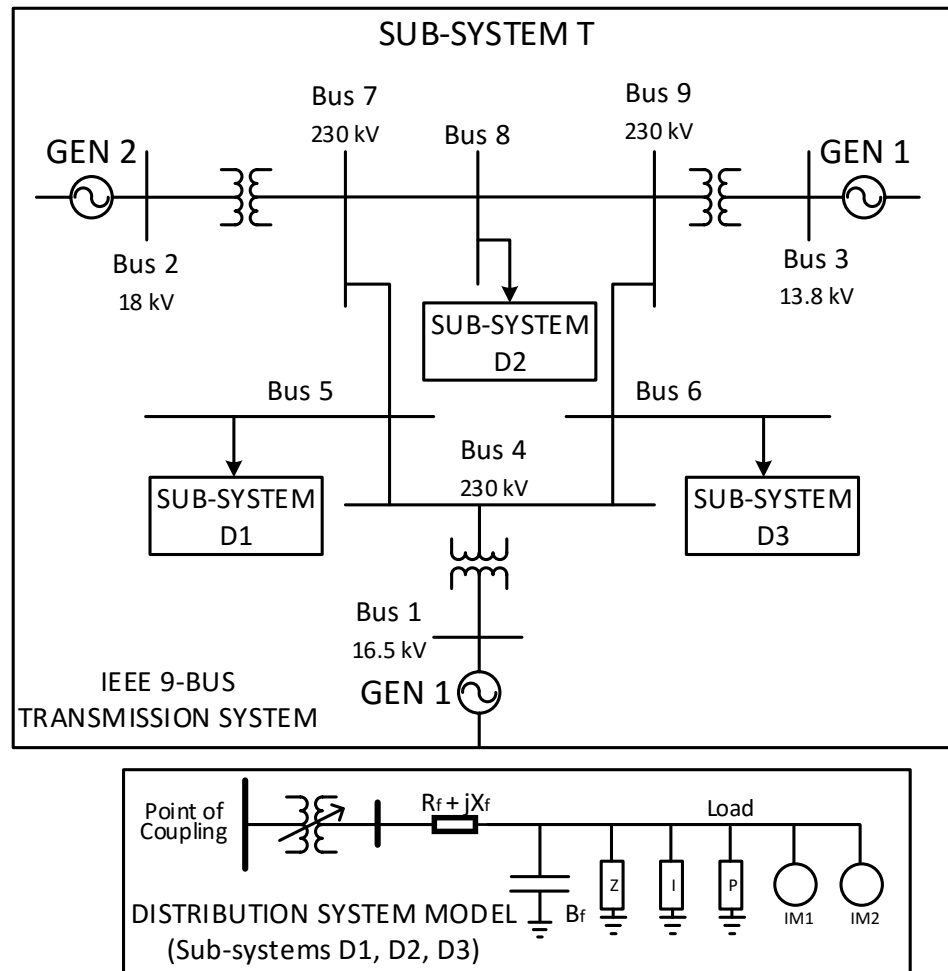 SUB-SYSTEM T
Bus 7
230 kV
Bus 8
Bus 9
230 kV
GEN 2
GEN 1
Bus 2
18 kV
Bus 3
13.8 kV
SUB-SYSTEM
D2
Bus 5
Bus 6
Bus 4
230 kV
SUB-SYSTEM
D1
SUB-SYSTEM
D3
Bus 1
16.5 kV
GEN 1
IEEE 9-BUS
TRANSMISSION SYSTEM
Point of
Coupling
Rf + jXf
Load
Bf
Z
I
P
IM1
IM2
DISTRIBUTION SYSTEM MODEL
(Sub-systems D1, D2, D3)